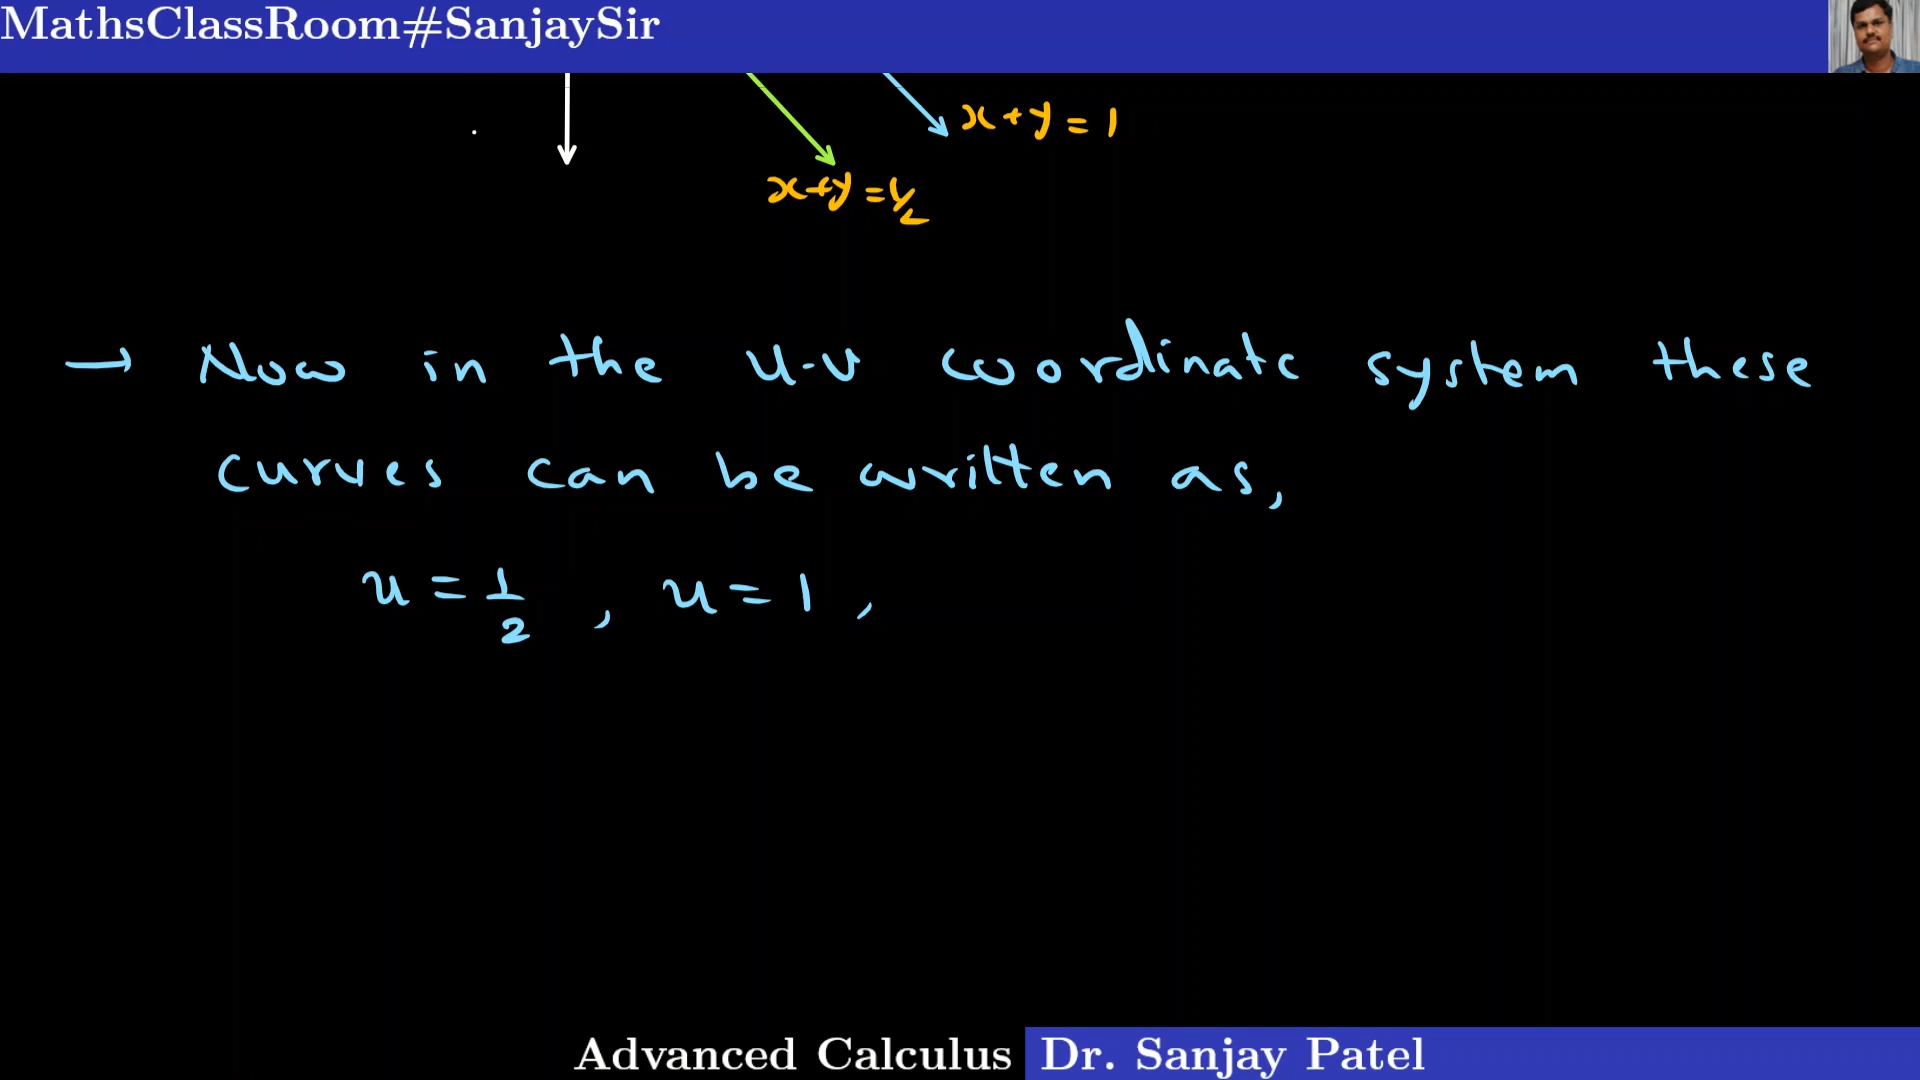 MathsClassRoom#SanjaySir
x+y=1
x+y=1/2
→ Now in the u-v coordinate system these
curves can be written as,
u = 1/2 , u = 1 ,
Advanced Calculus Dr. Sanjay Patel